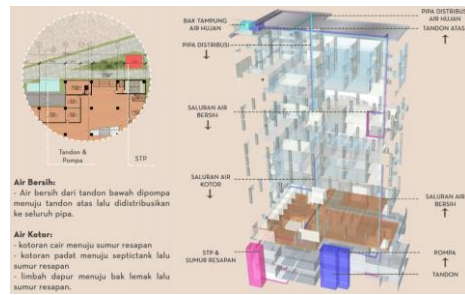 BAK TAMPUNG
AIR HUJAN
PIPA DISTRIBUSI
SALURAN AIR
BERSIH
SALURAN AIR
KOTOR
STP &
SUMUR RESAPAN
PIPA DISTRIBUSI
AIR HUJAN
TANDON ATAS
SALURAN AIR
BERSIH
POMPA
TANDON
Tandon &
Pompa
STP
Air Bersih:
- Air bersih dari tandon bawah dipompa
menuju tandon atas lalu didistribusikan
ke seluruh pipa.
Air Kotor:
- kotoran cair menuju sumur resapan
- kotoran padat menuju septictank lalu
sumur resapan
- limbah dapur menuju bak lemak lalu
sumur resapan.